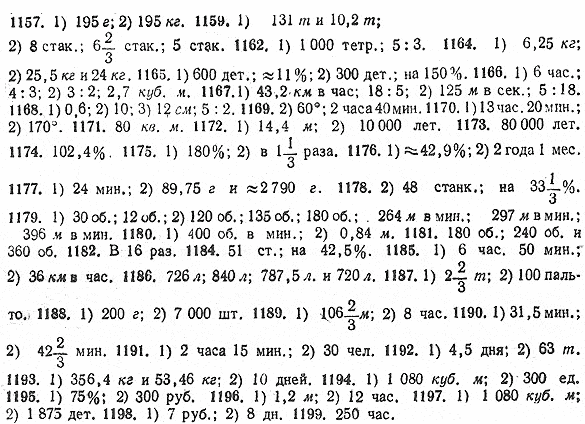 1157. 1) 195 г; 2) 195 кг. 1159. 1) 131 т и 10,2 т;
2) 8 стак.; 6 2/3 стак.; 5 стак. 1162. 1) 1 000 тетр.; 5 : 3. 1164. 1) 6,25 кг;
2) 25,5 кг и 24 кг. 1165. 1) 600 дет.; ≈11%; 2) 300 дет.; на 150%. 1166. 1) 6 час.;
4 : 3; 2) 3 : 2; 2,7 куб. м. 1167. 1) 43,2 км в час; 18 : 5; 2) 125 м в сек.; 5 : 18.
1168. 1) 0,6; 2) 10; 3) 12 см; 5 : 2. 1169. 2) 60°; 2 часа 40 мин. 1170. 1) 13 час. 20 мин.;
2) 170°. 1171. 80 кв. м. 1172. 1) 14,4 м; 2) 10 000 лет. 1173. 80 000 лет.
1174. 102,4%. 1175. 1) 180%; 2) в 1 1/3 раза. 1176. 1) ≈42,9%; 2) 2 года 1 мес.
1177. 1) 24 мин.; 2) 89,75 г и ≈2 790 г. 1178. 2) 48 станк.; на 33 1/3 %.
1179. 1) 30 об.; 12 об.; 2) 120 об.; 135 об.; 180 об.; . 264 м в мин.; 297 м в мин.;
396 м в мин. 1180. 1) 400 об. в мин.; 2) 0,84 м. 1181. 180 об.; 240 об. и
360 об. 1182. В 16 раз. 1184. 51 ст.; на 42,5%. 1185. 1) 6 час. 50 мин.;
2) 36 км в час. 1186. 726 л; 840 л; 787,5 л. и 720 л. 1187. 1) 2 2/3 т; 2) 100 паль-
то. 1188. 1) 200 г; 2) 7 000 шт. 1189. 1) 106 2/3 м; 2) 8 час. 1190. 1) 31,5 мин.;
2) 42 2/3 мин. 1191. 1) 2 часа 15 мин.; 2) 30 чел. 1192. 1) 4,5 дня; 2) 63 т.
1193. 1) 356,4 кг и 53,46 кг; 2) 10 дней. 1194. 1) 1 080 куб. м; 2) 300 ед.
1195. 1) 75%; 2) 300 руб. 1196. 1) 1,2 м; 2) 12 час. 1197. 1) 1 080 куб. м;
2) 1 875 дет. 1198. 1) 7 руб.; 2) 8 дн. 1199. 250 час.